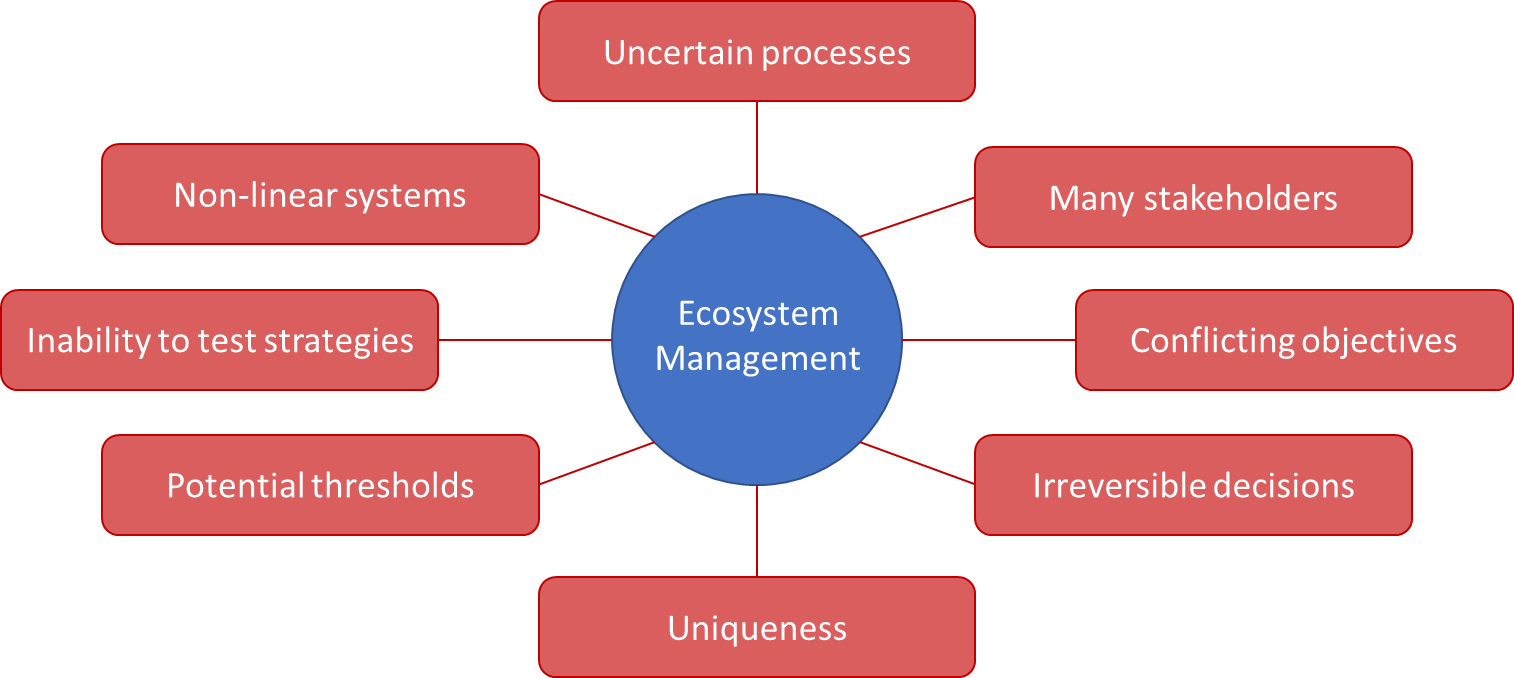 Uncertain processes
Non-linear systems
Many stakeholders
Ecosystem
Management
Inability to test strategies
Conflicting objectives
Potential thresholds
Irreversible decisions
Uniqueness